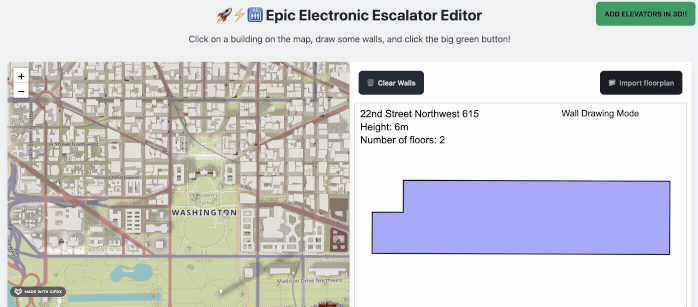 🚀⚡🛗 Epic Electronic Escalator Editor
ADD ELEVATORS IN 3D!!
Click on a building on the map, draw some walls, and click the big green button!
+
−
Clear Walls
Import floorplan
22nd Street Northwest 615
Wall Drawing Mode
Height: 6m
Number of floors: 2
WASHINGTON
Madison Drive Northwest
MADE WITH GIFOX